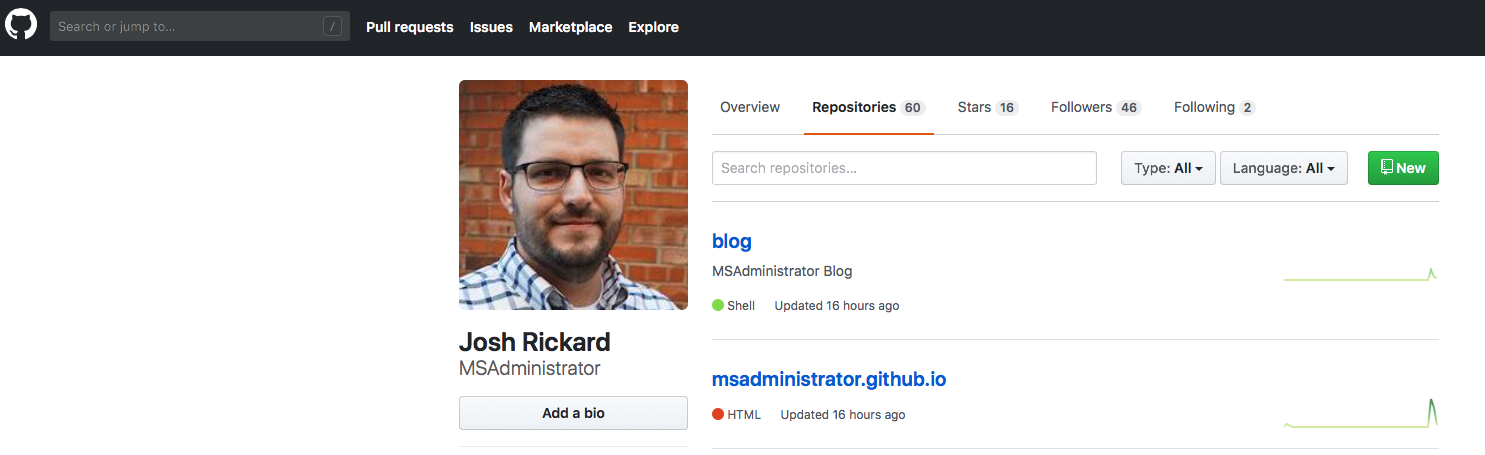 Search or jump to... /
Pull requests Issues Marketplace Explore
Overview Repositories 60 Stars 16 Followers 46 Following 2
Search repositories... Type: All Language: All New
blog
MSAdministrator Blog
Shell Updated 16 hours ago
Josh Rickard
MSAdministrator
Add a bio
msadministrator.github.io
HTML Updated 16 hours ago